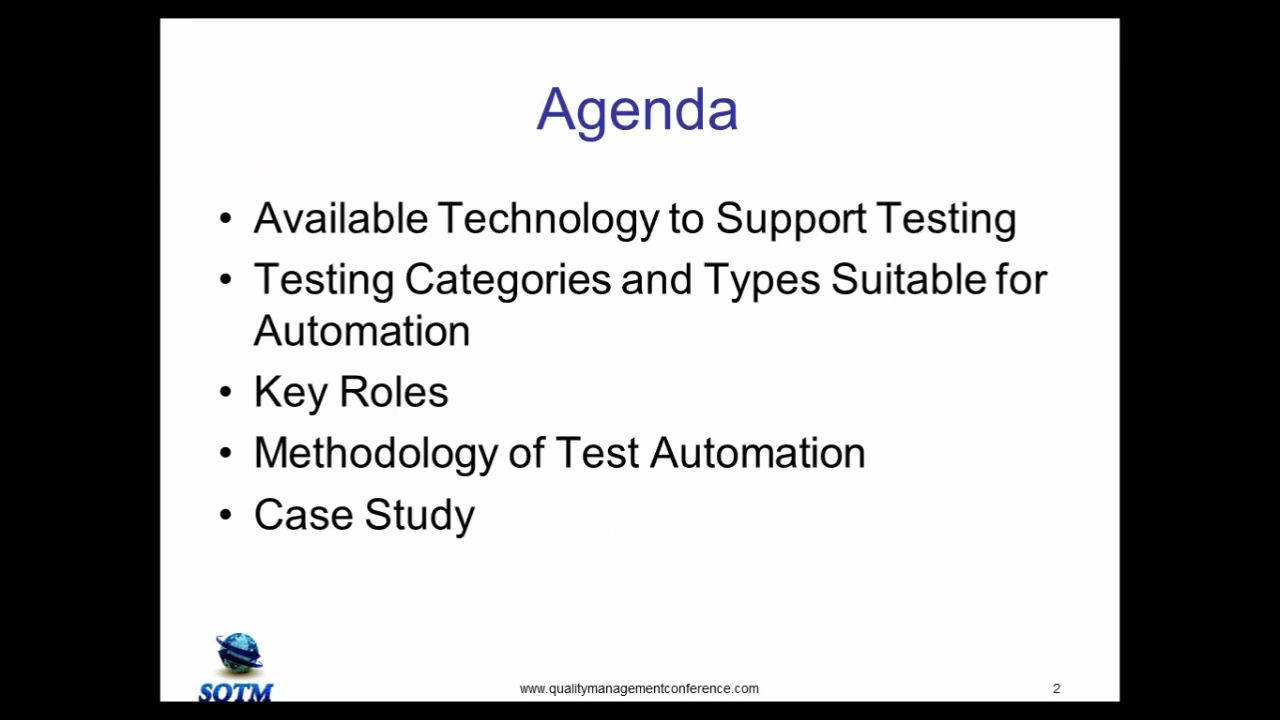 Agenda
• Available Technology to Support Testing
• Testing Categories and Types Suitable for
Automation
• Key Roles
• Methodology of Test Automation
• Case Study
SQTM
www.qualitymanagementconference.com
2